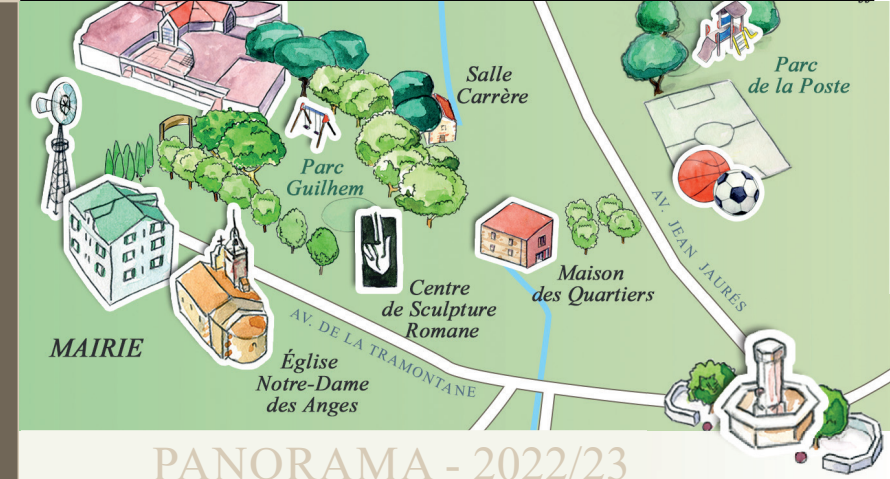 Salle
Carrère
Parc
de la Poste
Parc
Guilhem
AV. JEAN JAURÉS
Maison
des Quartiers
Centre
de Sculpture
Romane
MAIRIE
AV. DE LA TRAMONTANE
Église
Notre-Dame
des Anges
PANORAMA - 2022/23